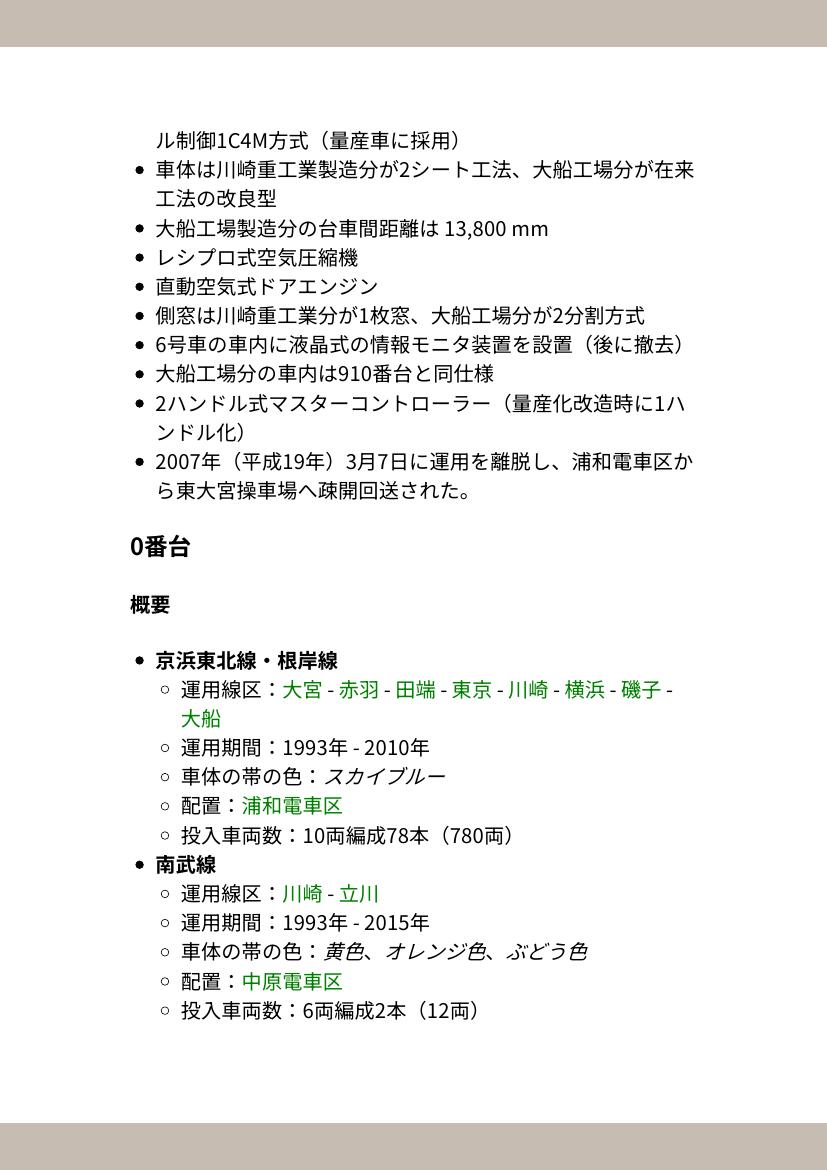 ル制御1C4M方式（量産車に採用）
• 車体は川崎重工業製造分が2シート工法、大船工場分が在来
工法の改良型
• 大船工場製造分の台車間距離は 13,800 mm
• レシプロ式空気圧縮機
• 直動空気式ドアエンジン
• 側窓は川崎重工業分が1枚窓、大船工場分が2分割方式
• 6号車の車内に液晶式の情報モニタ装置を設置（後に撤去）
• 大船工場分の車内は910番台と同仕様
• 2ハンドル式マスターコントローラー（量産化改造時に1ハ
ンドル化）
• 2007年（平成19年）3月7日に運用を離脱し、浦和電車区か
ら東大宮操車場へ疎開回送された。
0番台
概要
• 京浜東北線・根岸線
○ 運用線区：大宮 - 赤羽 - 田端 - 東京 - 川崎 - 横浜 - 磯子 -
大船
○ 運用期間：1993年 - 2010年
○ 車体の帯の色：スカイブルー
○ 配置：浦和電車区
○ 投入車両数：10両編成78本（780両）
• 南武線
○ 運用線区：川崎 - 立川
○ 運用期間：1993年 - 2015年
○ 車体の帯の色：黄色、オレンジ色、ぶどう色
○ 配置：中原電車区
○ 投入車両数：6両編成2本（12両）